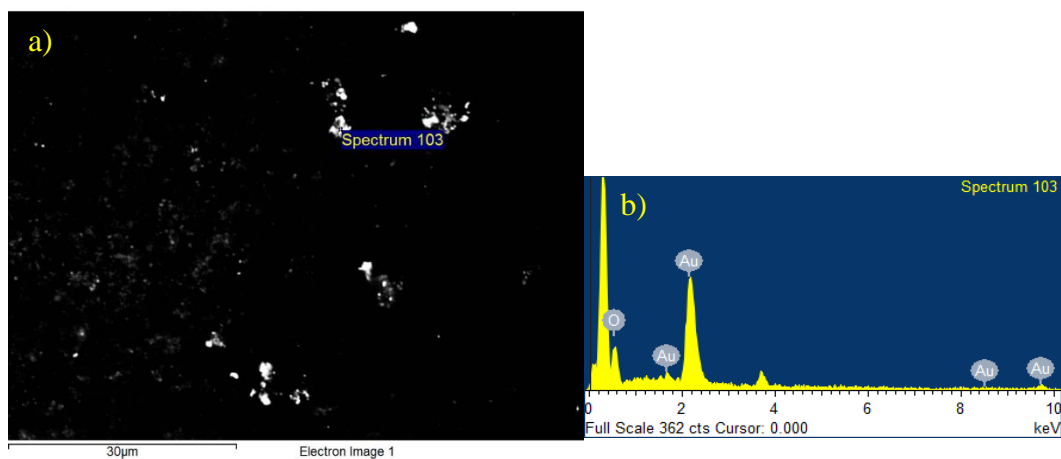 a)
Spectrum 103
30µm
Electron Image 1
Spectrum 103
b)
Au
O
Au
Au
Au
0 2 4 6 8 10
Full Scale 362 cts Cursor: 0.000
keV